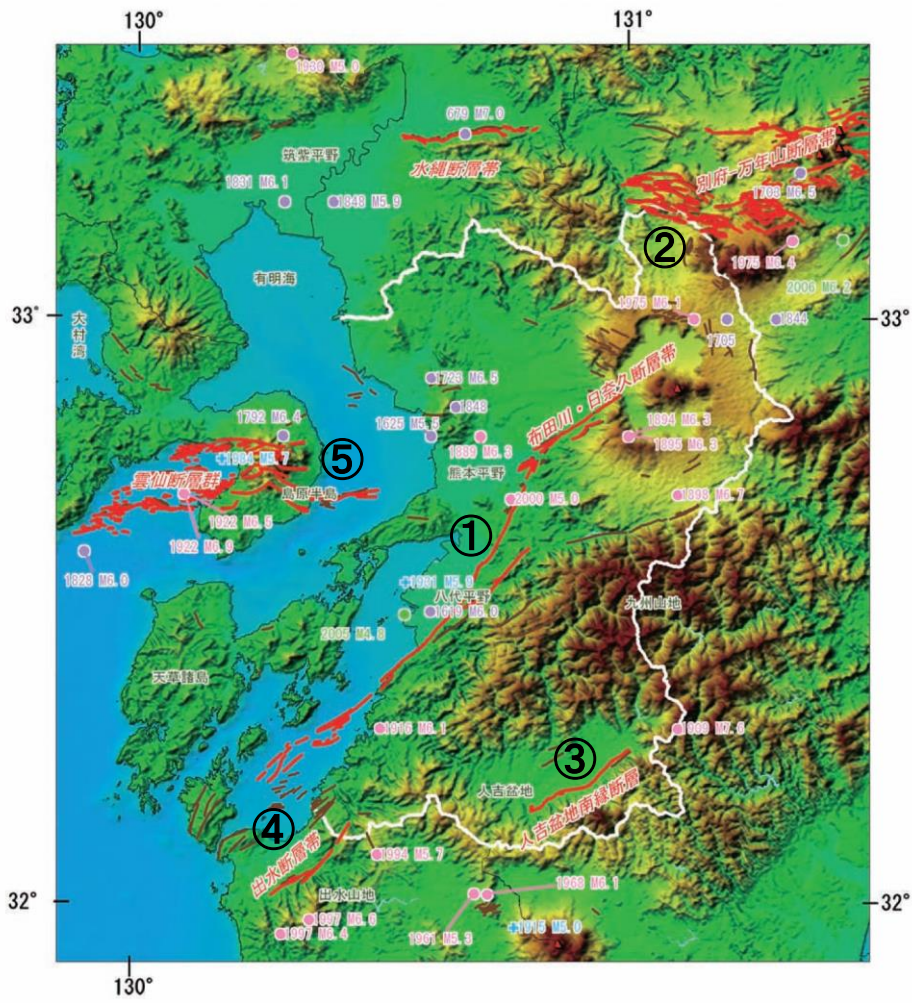 130°
131°
1930 M5.0
679 M7.0
筑紫平野
水縄断層帯
別府-万年山断層帯
1703 M6.5
1831 M6.1
1848 M5.9
②
1975 M6.4
有明海
2006 M6.2
33°
33°
大村湾
1975 M6.1
1705
1844
1723 M6.5
布田川・日奈久断層帯
1848
1792 M6.4
1625 M5.5
1894 M6.3
1895 M6.3
1889 M6.3
⑤
1984 M5.7
熊本平野
雲仙断層群
島原半島
2000 M5.0
1898 M6.7
1922 M6.5
①
1922 M6.9
1828 M6.0
1931 M5.9
八代平野
九州山地
1619 M6.0
2005 M4.8
天草諸島
1916 M6.1
1909 M7.6
③
人吉盆地
人吉盆地南縁断層
④
出水断層帯
1994 M5.7
出水山地
1968 M6.1
1997 M6.6
1997 M6.4
1961 M5.3
1915 M5.0
32°
32°
130°